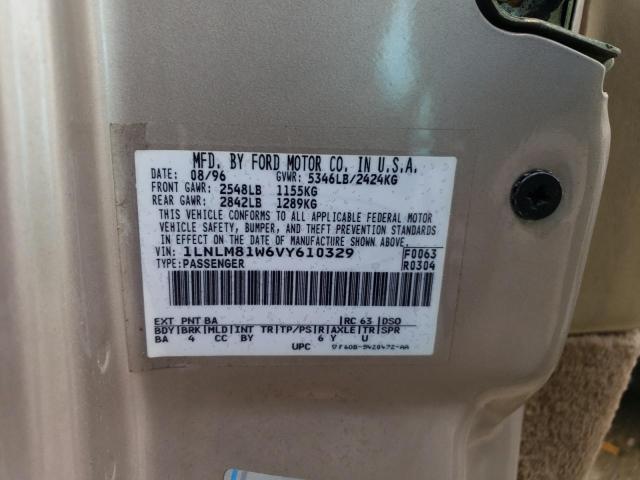 MFD. BY FORD MOTOR CO. IN U.S.A.
DATE: 08/96 GVWR: 5346LB/2424KG
FRONT GAWR: 2548LB 1155KG
REAR GAWR: 2842LB 1289KG
THIS VEHICLE CONFORMS TO ALL APPLICABLE FEDERAL MOTOR
VEHICLE SAFETY, BUMPER, AND THEFT PREVENTION STANDARDS
IN EFFECT ON THE DATE OF MANUFACTURE SHOWN ABOVE.
VIN: 1LNLM81W6VY610329 F0063
TYPE: PASSENGER R0304
EXT PNT BA RC 63 DSO
BDY BRK MLD INT TR TP/PS R AXLE TR SPR
BA 4 CC BY 6 Y U
UPC